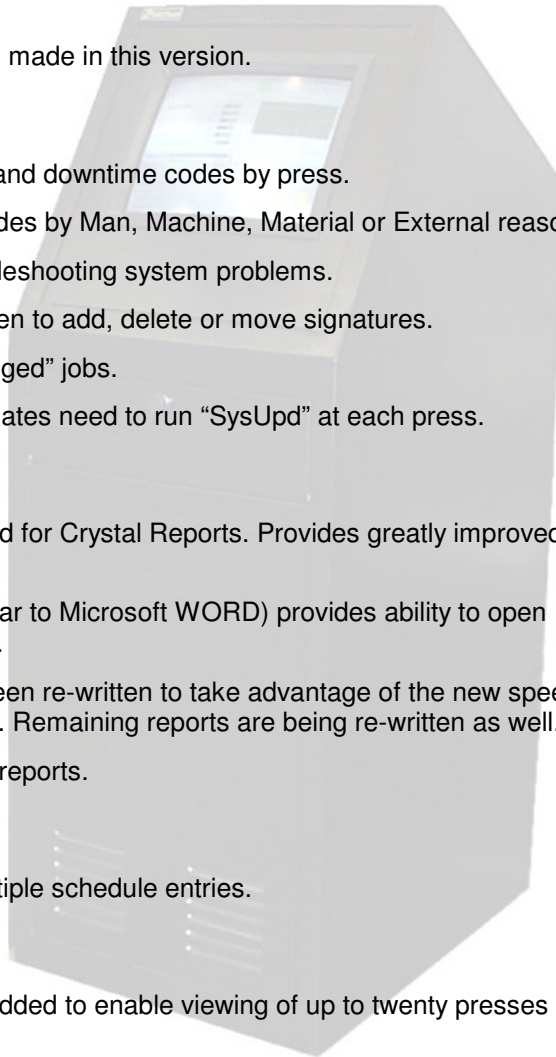 made in this version.
and downtime codes by press.
des by Man, Machine, Material or External reaso
leshooting system problems.
en to add, delete or move signatures.
ged” jobs.
ates need to run “SysUpd” at each press.
d for Crystal Reports. Provides greatly improved
ar to Microsoft WORD) provides ability to open
.
een re-written to take advantage of the new spee
. Remaining reports are being re-written as well.
reports.
tiple schedule entries.
dded to enable viewing of up to twenty presses